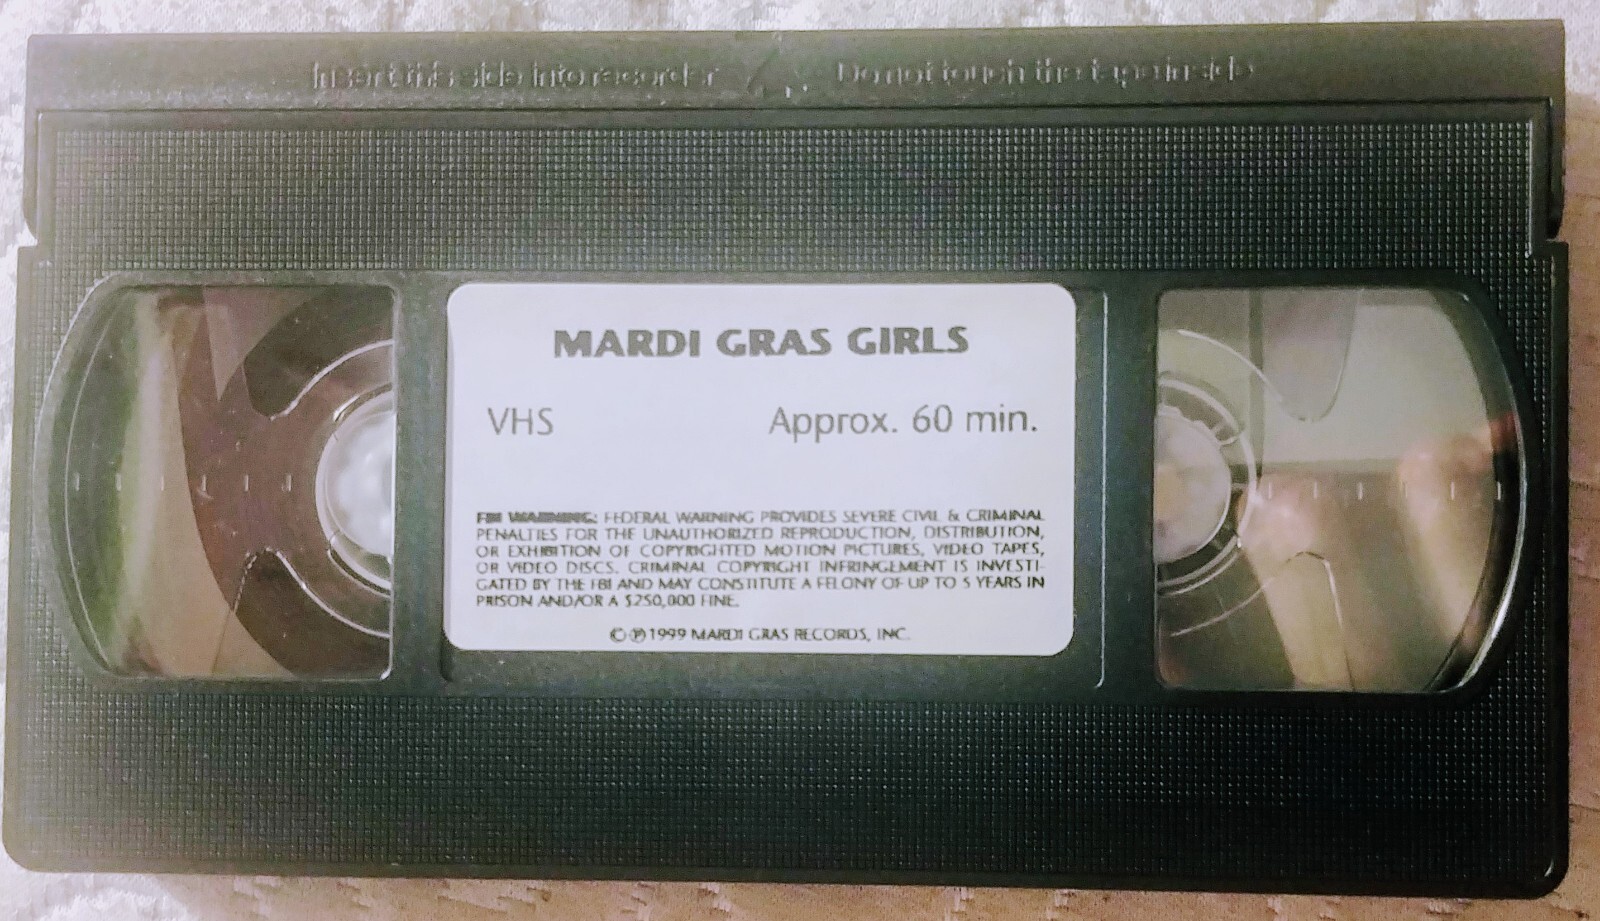 Insert this side into recorder
Do not touch the tape inside
MARDI GRAS GIRLS
VHS Approx. 60 min.
FBI WARNING: FEDERAL WARNING PROVIDES SEVERE CIVIL & CRIMINAL
PENALTIES FOR THE UNAUTHORIZED REPRODUCTION, DISTRIBUTION,
OR EXHIBITION OF COPYRIGHTED MOTION PICTURES, VIDEO TAPES,
OR VIDEO DISCS. CRIMINAL COPYRIGHT INFRINGEMENT IS INVESTI-
GATED BY THE FBI AND MAY CONSTITUTE A FELONY OF UP TO 5 YEARS IN
PRISON AND/OR A $250,000 FINE.
©℗1999 MARDI GRAS RECORDS, INC.